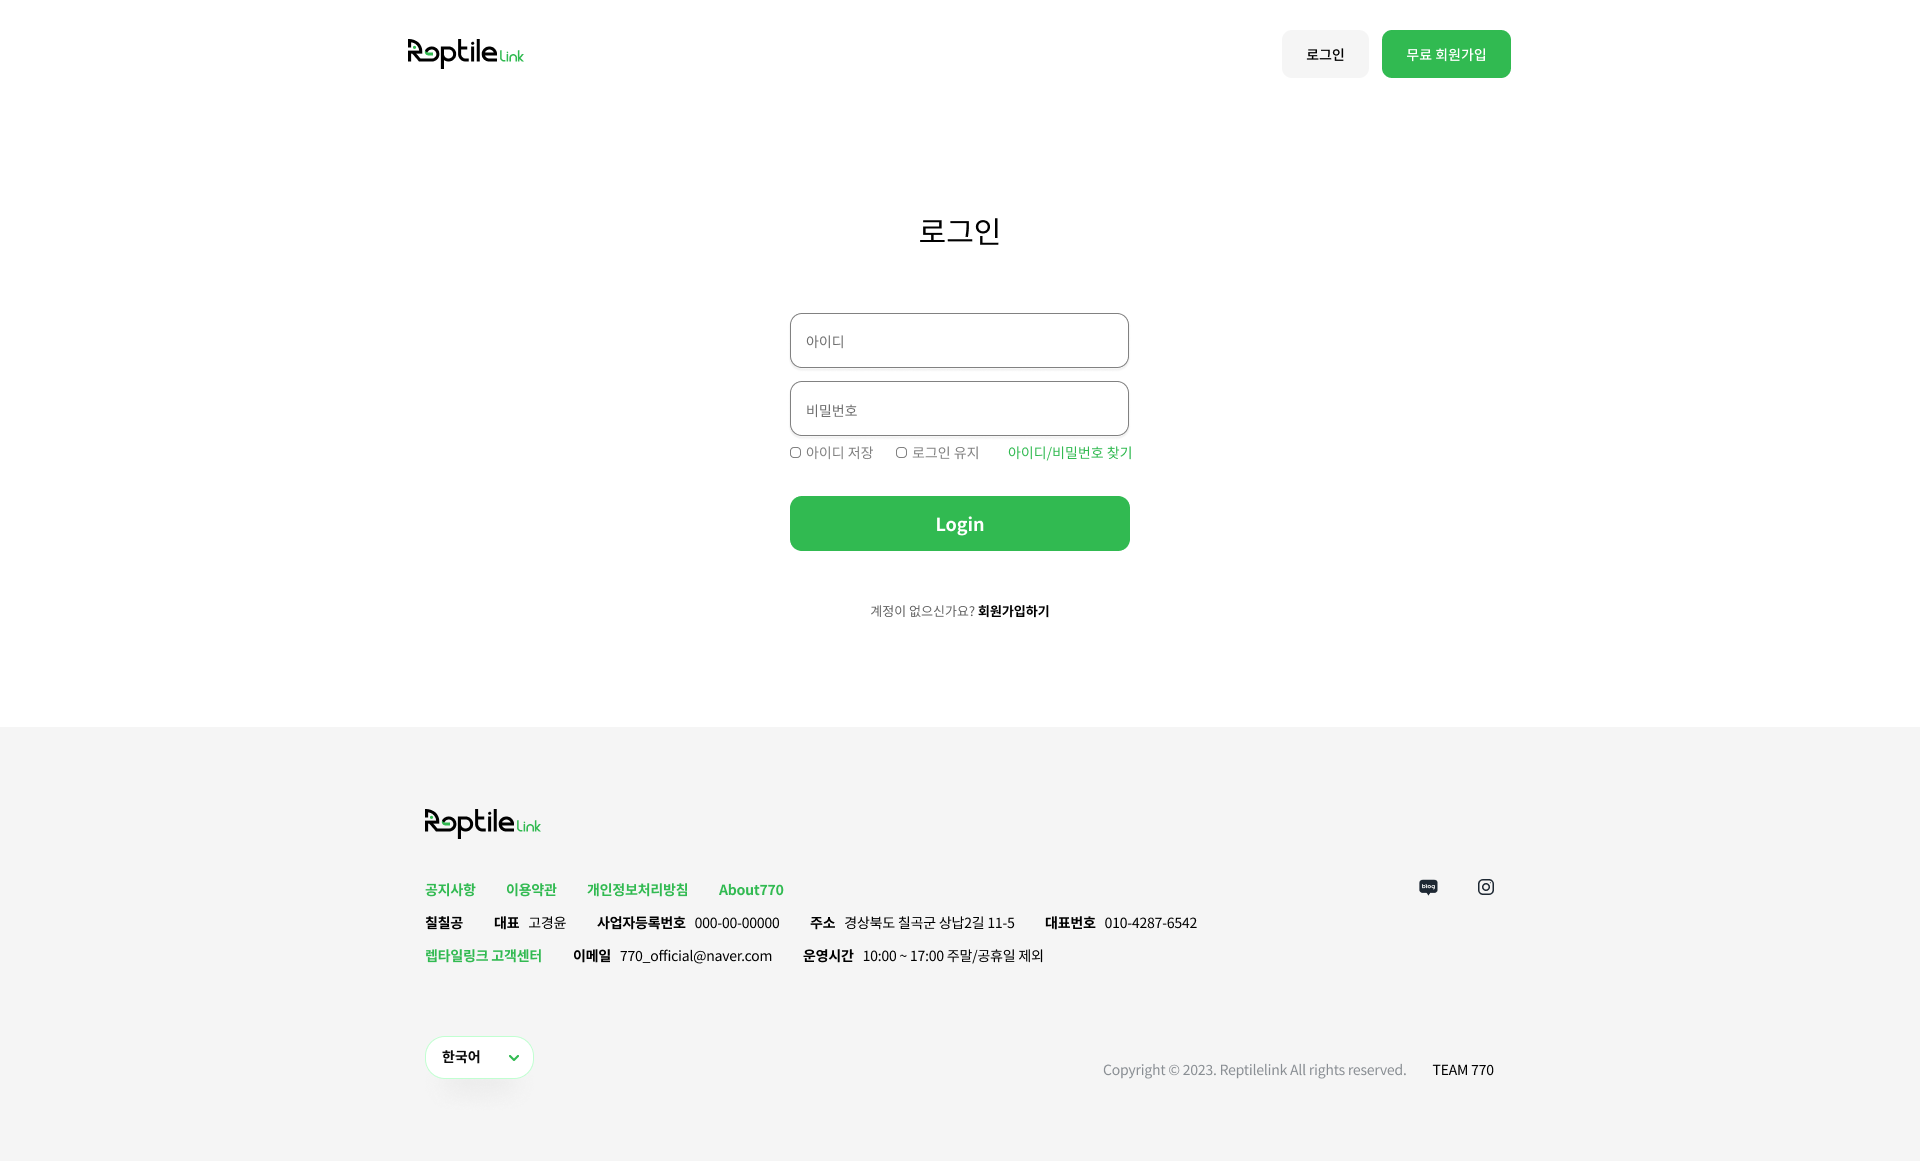 Reptile Link
로그인
무료 회원가입
로그인
아이디
비밀번호
아이디 저장 로그인 유지 아이디/비밀번호 찾기
Login
계정이 없으신가요? 회원가입하기
Reptile Link
공지사항 이용약관 개인정보처리방침 About770
blog
칠칠공 대표 고경윤 사업자등록번호 000-00-00000 주소 경상북도 칠곡군 상납2길 11-5 대표번호 010-4287-6542
렙타일링크 고객센터 이메일 770_official@naver.com 운영시간 10:00 ~ 17:00 주말/공휴일 제외
한국어
Copyright © 2023. Reptilelink All rights reserved. TEAM 770